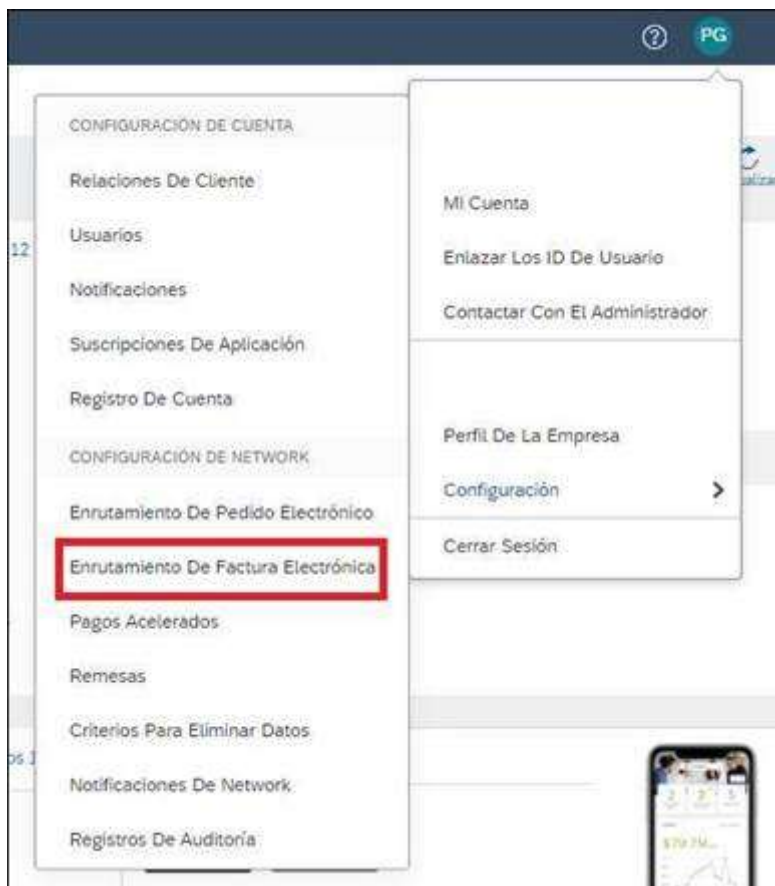 PG
CONFIGURACIÓN DE CUENTA
Relaciones De Cliente
Usuarios
Notificaciones
Suscripciones De Aplicación
Registro De Cuenta
CONFIGURACIÓN DE NETWORK
Enrutamiento De Pedido Electrónico
Enrutamiento De Factura Electrónica
Pagos Acelerados
Remesas
Criterios Para Eliminar Datos
Notificaciones De Network
Registros De Auditoría
Mi Cuenta
Enlazar Los ID De Usuario
Contactar Con El Administrador
Perfil De La Empresa
Configuración
Cerrar Sesión
12